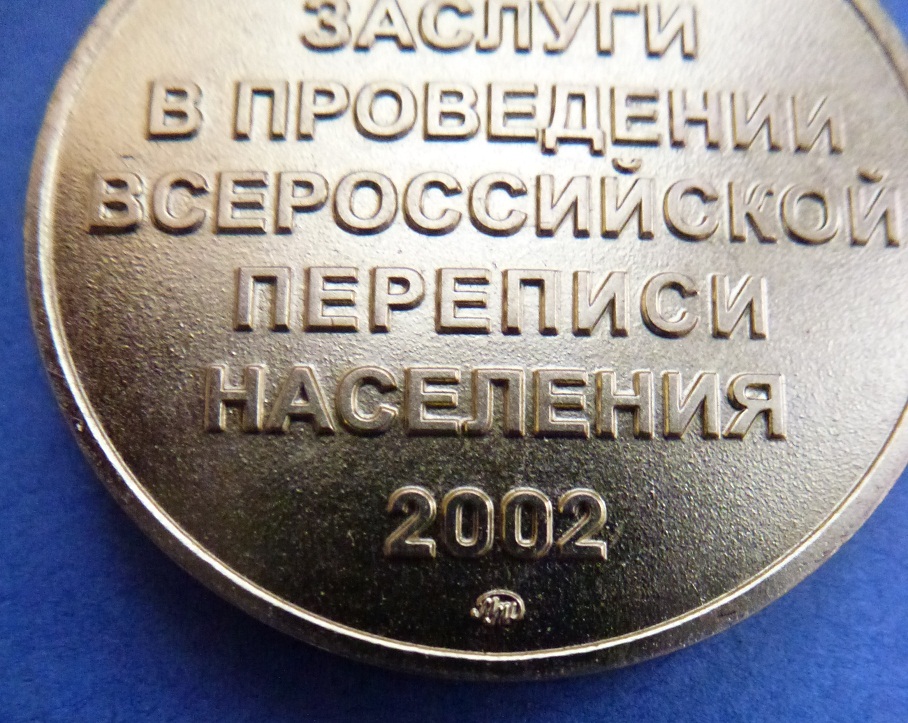 ЗАСЛУГИ
В ПРОВЕДЕНИИ
ВСЕРОССИЙСКОЙ
ПЕРЕПИСИ
НАСЕЛЕНИЯ
2002